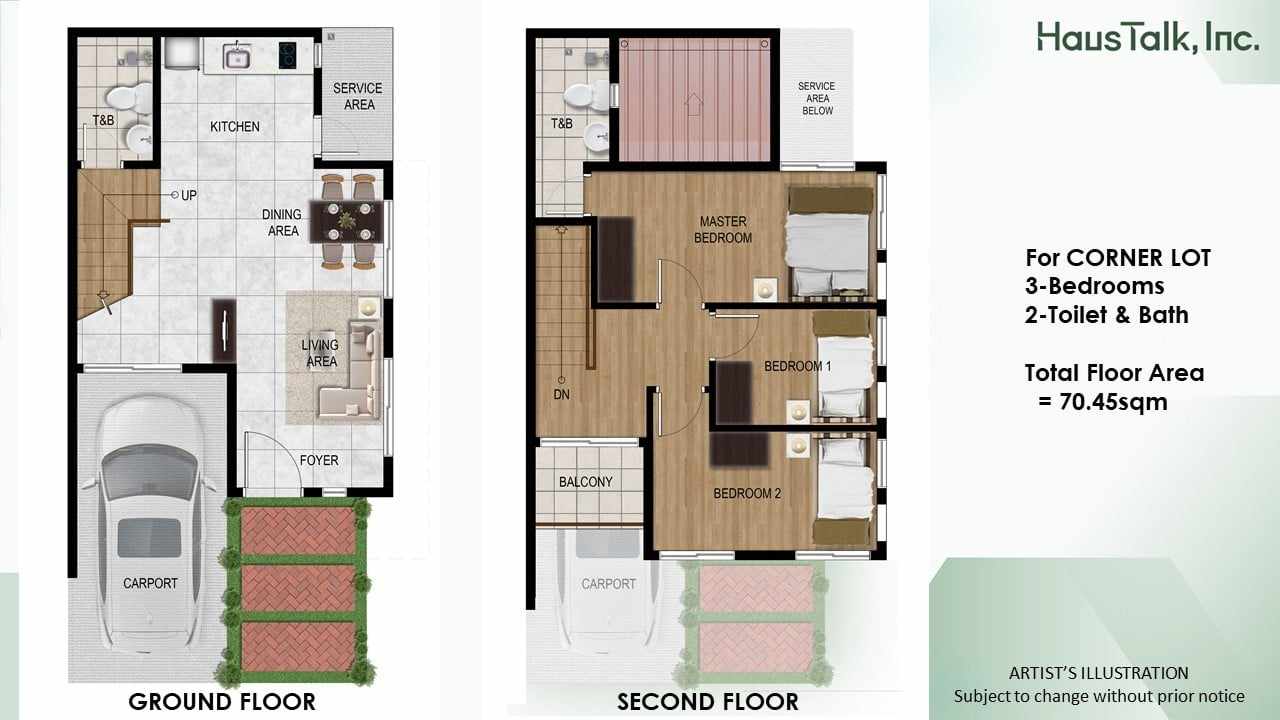 T&B
KITCHEN
SERVICE
AREA
UP
DINING
AREA
LIVING
AREA
FOYER
CARPORT
GROUND FLOOR
T&B
SERVICE
AREA
BELOW
MASTER
BEDROOM
BEDROOM 1
DN
BALCONY
BEDROOM 2
CARPORT
SECOND FLOOR
HausTalk, Inc.
For CORNER LOT
3-Bedrooms
2-Toilet & Bath
Total Floor Area
= 70.45sqm
ARTIST'S ILLUSTRATION
Subject to change without prior notice